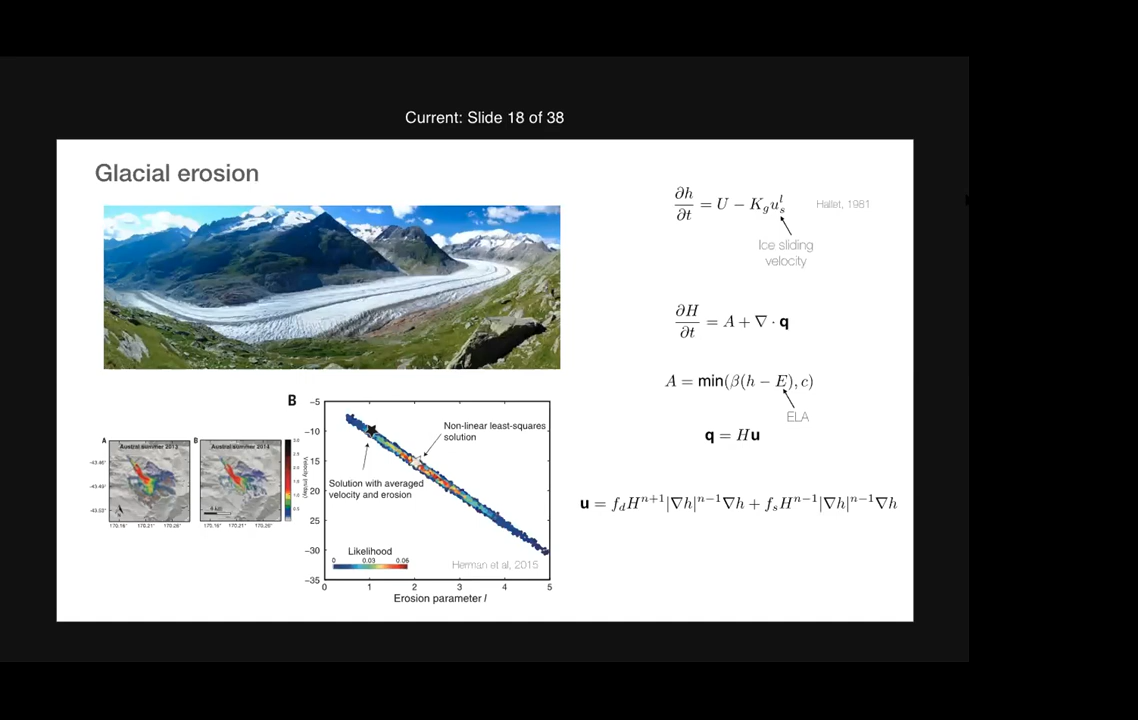 Current: Slide 18 of 38
Glacial erosion
∂h/∂t = U − K_g u_s^l
Hallet, 1981
Ice sliding
velocity
∂H/∂t = A + ∇ · q
A = min(β(h − E), c)
ELA
q = Hu
u = f_d H^{n+1}|∇h|^{n−1}∇h + f_s H^{n−1}|∇h|^{n−1}∇h
A
Austral summer 2013
B
Austral summer 2014
-43.46°
-43.49°
-43.53°
170.16° 170.21° 170.26°
170.21°
Velocity (m/day)
B
−5
−10
−15
20
25
−30
−35
Non-linear least-squares
solution
Solution with averaged
velocity and erosion
Likelihood
0 0.03 0.06
Herman et al, 2015
0 1 2 3 4 5
Erosion parameter l